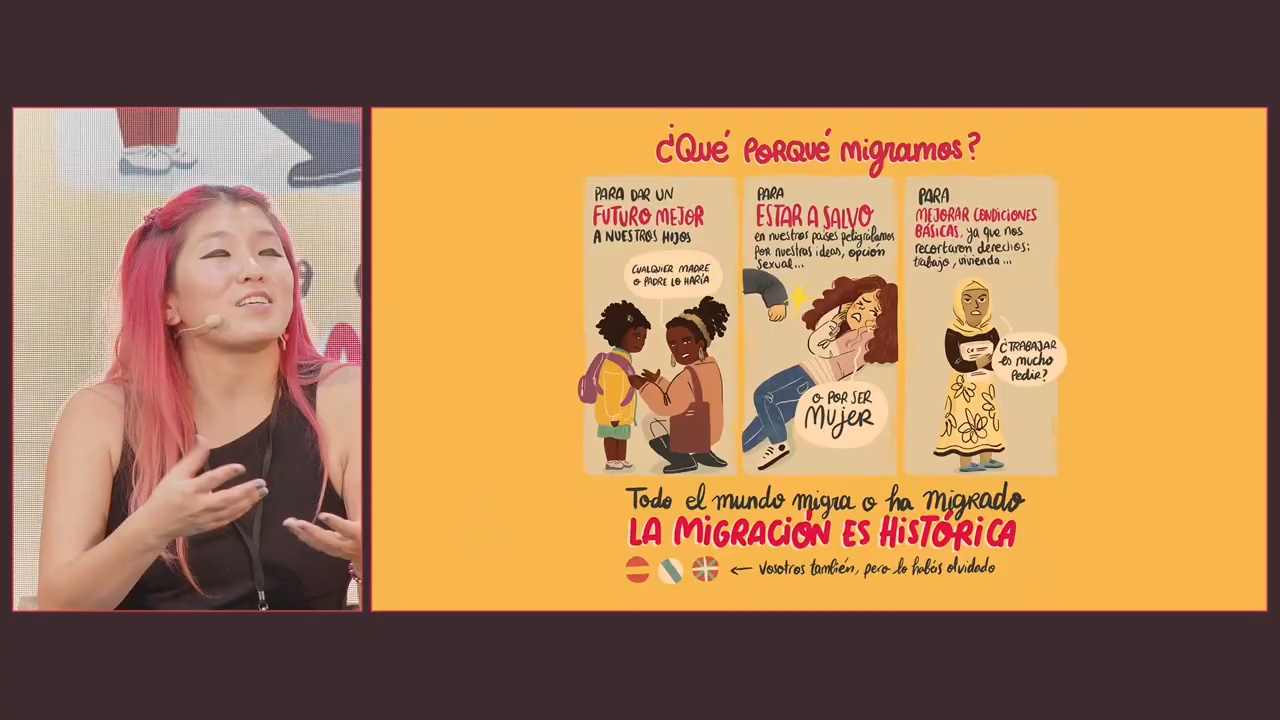 ¿Qué PORQUÉ migramos?
PARA DAR UN
FUTURO MEJOR
A NUESTROS HIJOS
CUALQUIER MADRE
O PADRE LO HARÍA
PARA
ESTAR A SALVO
en nuestros países peligrábamos
por nuestras ideas, opción
sexual...
O POR SER
MUJER
PARA
MEJORAR CONDICIONES
BÁSICAS, ya que nos
recortaron derechos:
trabajo, vivienda...
¿TRABAJAR
es mucho
pedir?
Todo el mundo migra o ha MIGRADO
LA MIGRACIÓN ES HISTÓRICA
← Vosotros también, pero lo habéis olvidado